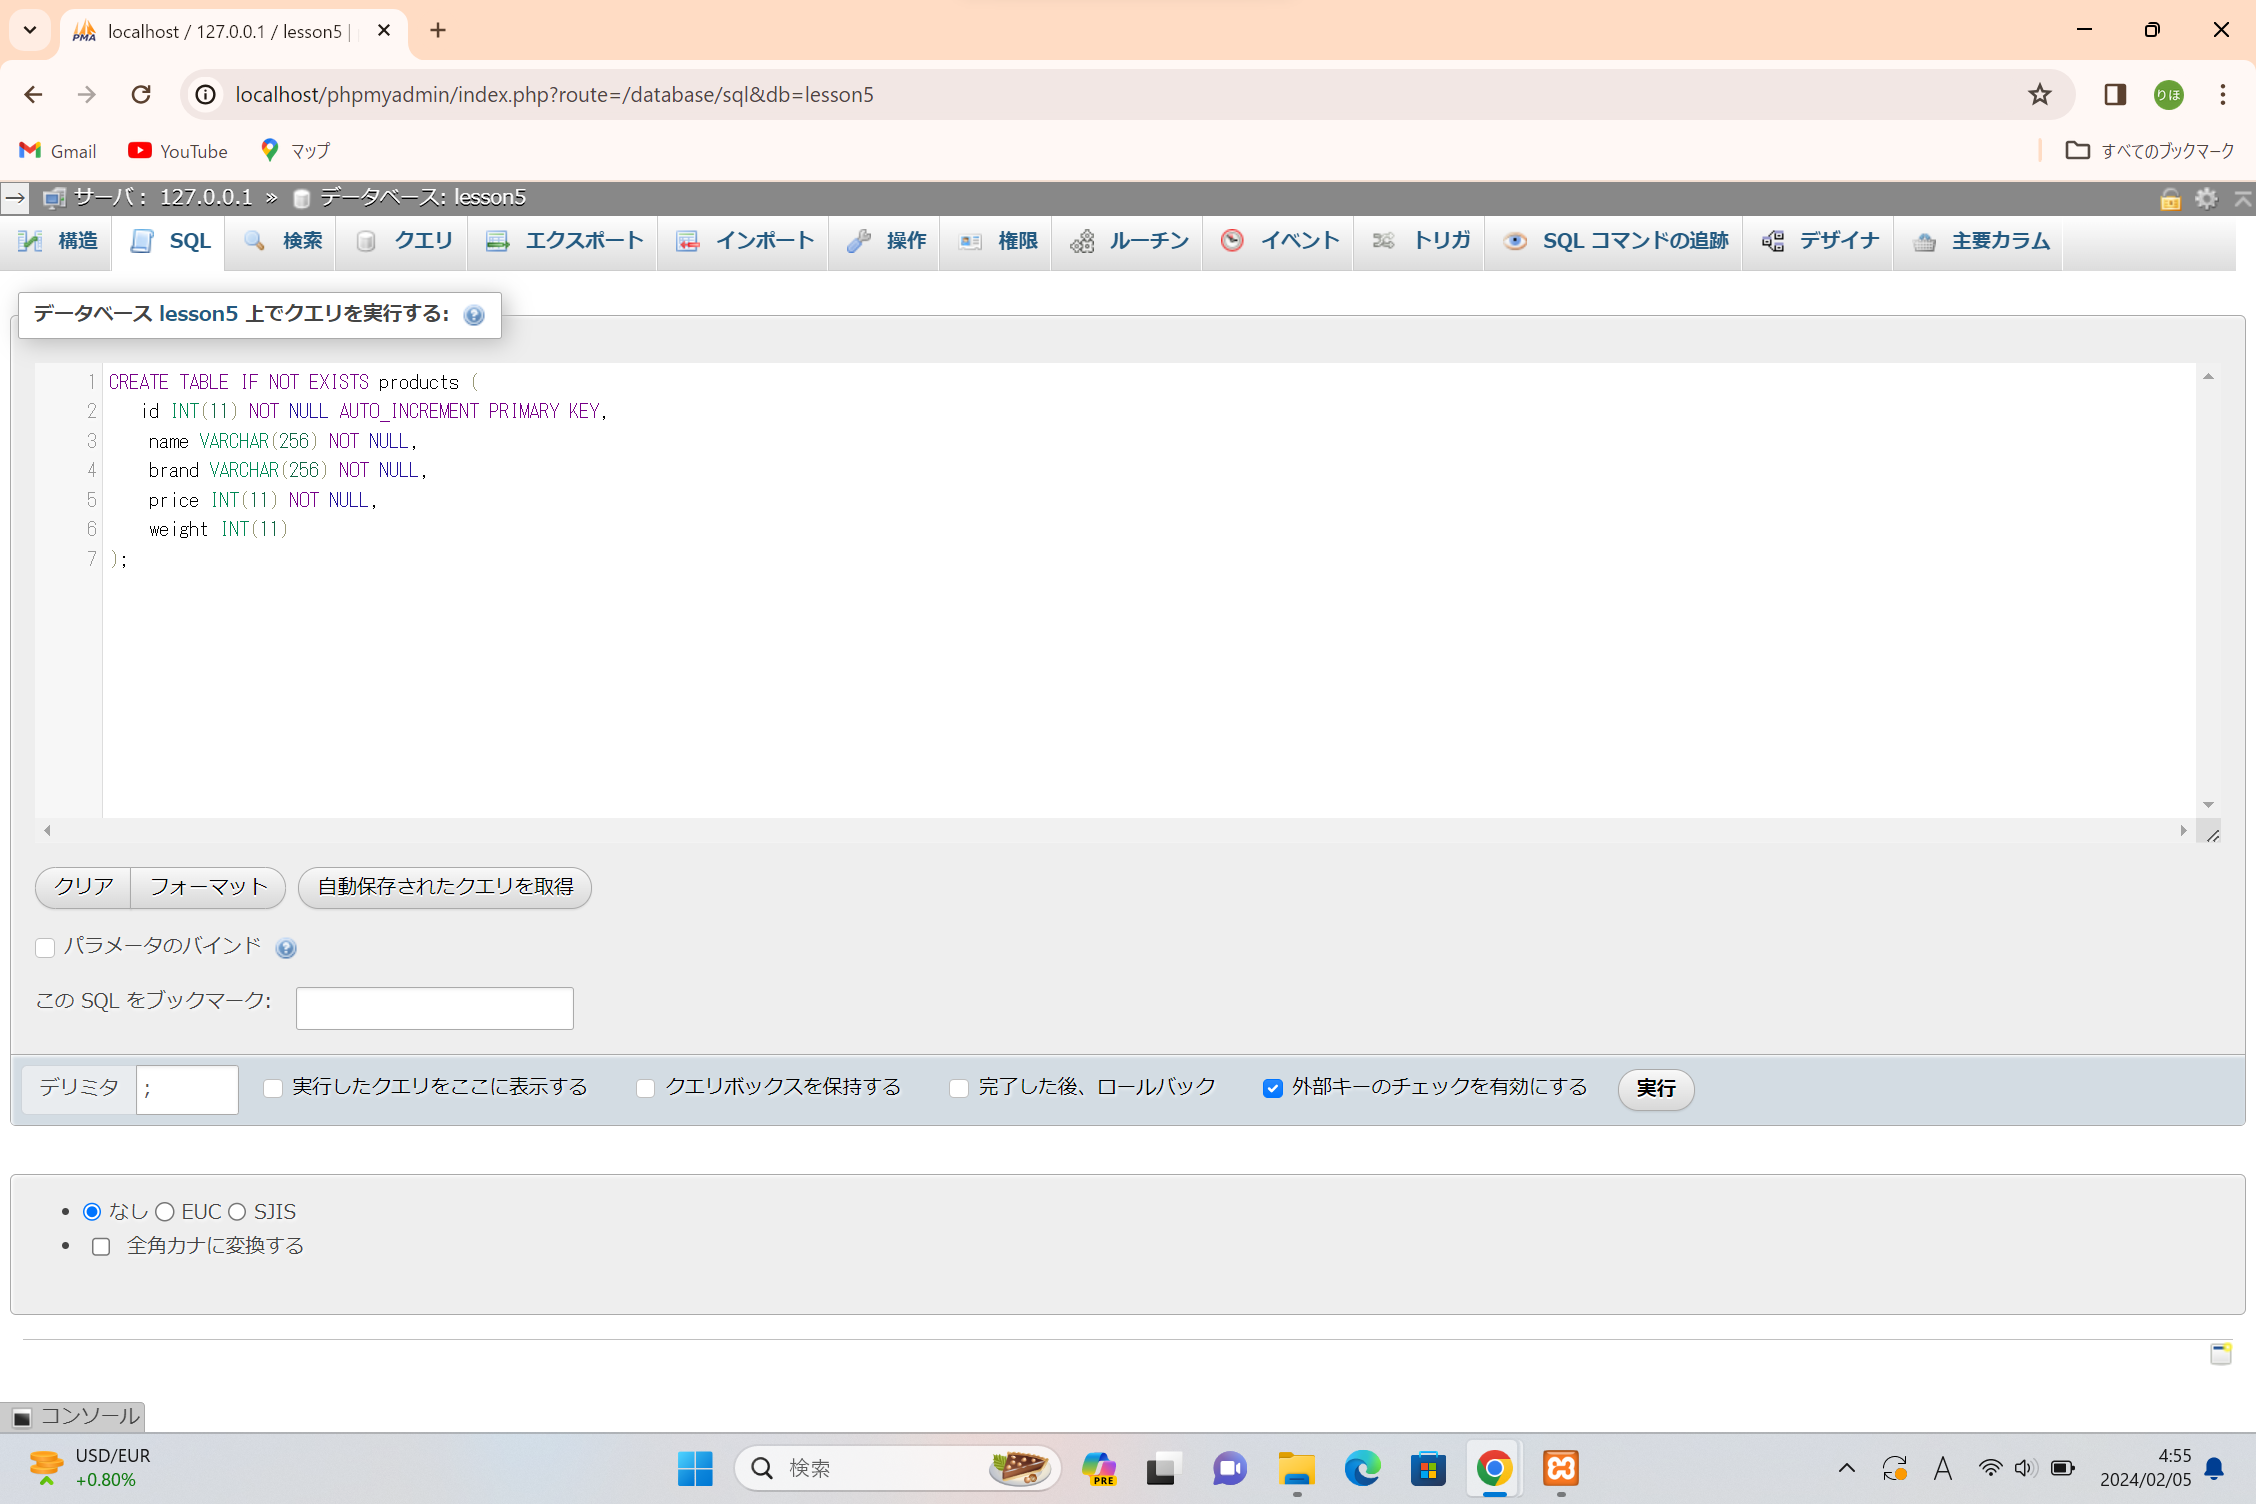 localhost / 127.0.0.1 / lesson5 |
localhost/phpmyadmin/index.php?route=/database/sql&db=lesson5
りほ
Gmail YouTube マップ すべてのブックマーク
サーバ : 127.0.0.1 » データベース: lesson5
構造 SQL 検索 クエリ エクスポート インポート 操作 権限 ルーチン イベント トリガ SQL コマンドの追跡 デザイナ 主要カラム
データベース lesson5 上でクエリを実行する:
1 CREATE TABLE IF NOT EXISTS products (
2 id INT(11) NOT NULL AUTO_INCREMENT PRIMARY KEY,
3 name VARCHAR(256) NOT NULL,
4 brand VARCHAR(256) NOT NULL,
5 price INT(11) NOT NULL,
6 weight INT(11)
7 );
クリア フォーマット 自動保存されたクエリを取得
パラメータのバインド
この SQL をブックマーク:
デリミタ ; 実行したクエリをここに表示する クエリボックスを保持する 完了した後、ロールバック 外部キーのチェックを有効にする 実行
• なし EUC SJIS
• 全角カナに変換する
コンソール
USD/EUR
+0.80%
検索
PRE
A
4:55
2024/02/05